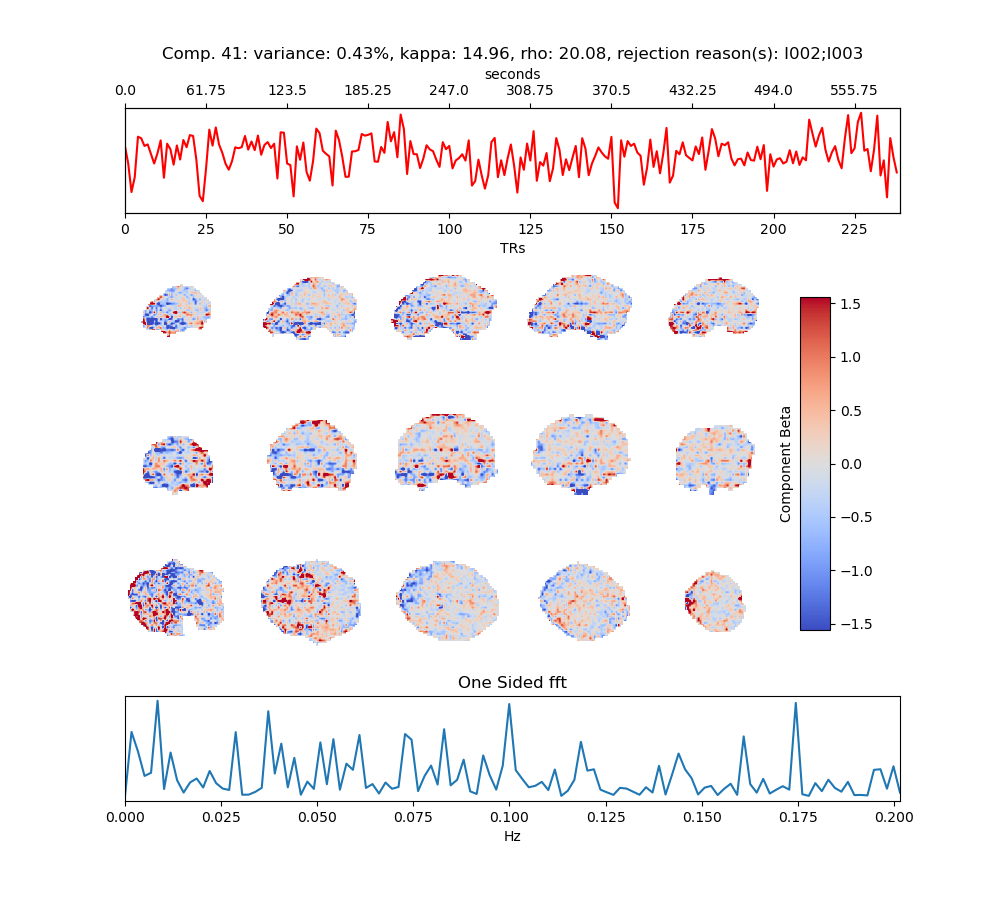 Comp. 41: variance: 0.43%, kappa: 14.96, rho: 20.08, rejection reason(s): I002;I003
seconds
0.0 61.75 123.5 185.25 247.0 308.75 370.5 432.25 494.0 555.75
0 25 50 75 100 125 150 175 200 225
TRs
1.5
1.0
0.5
0.0
−0.5
−1.0
−1.5
Component Beta
One Sided fft
0.000 0.025 0.050 0.075 0.100 0.125 0.150 0.175 0.200
Hz